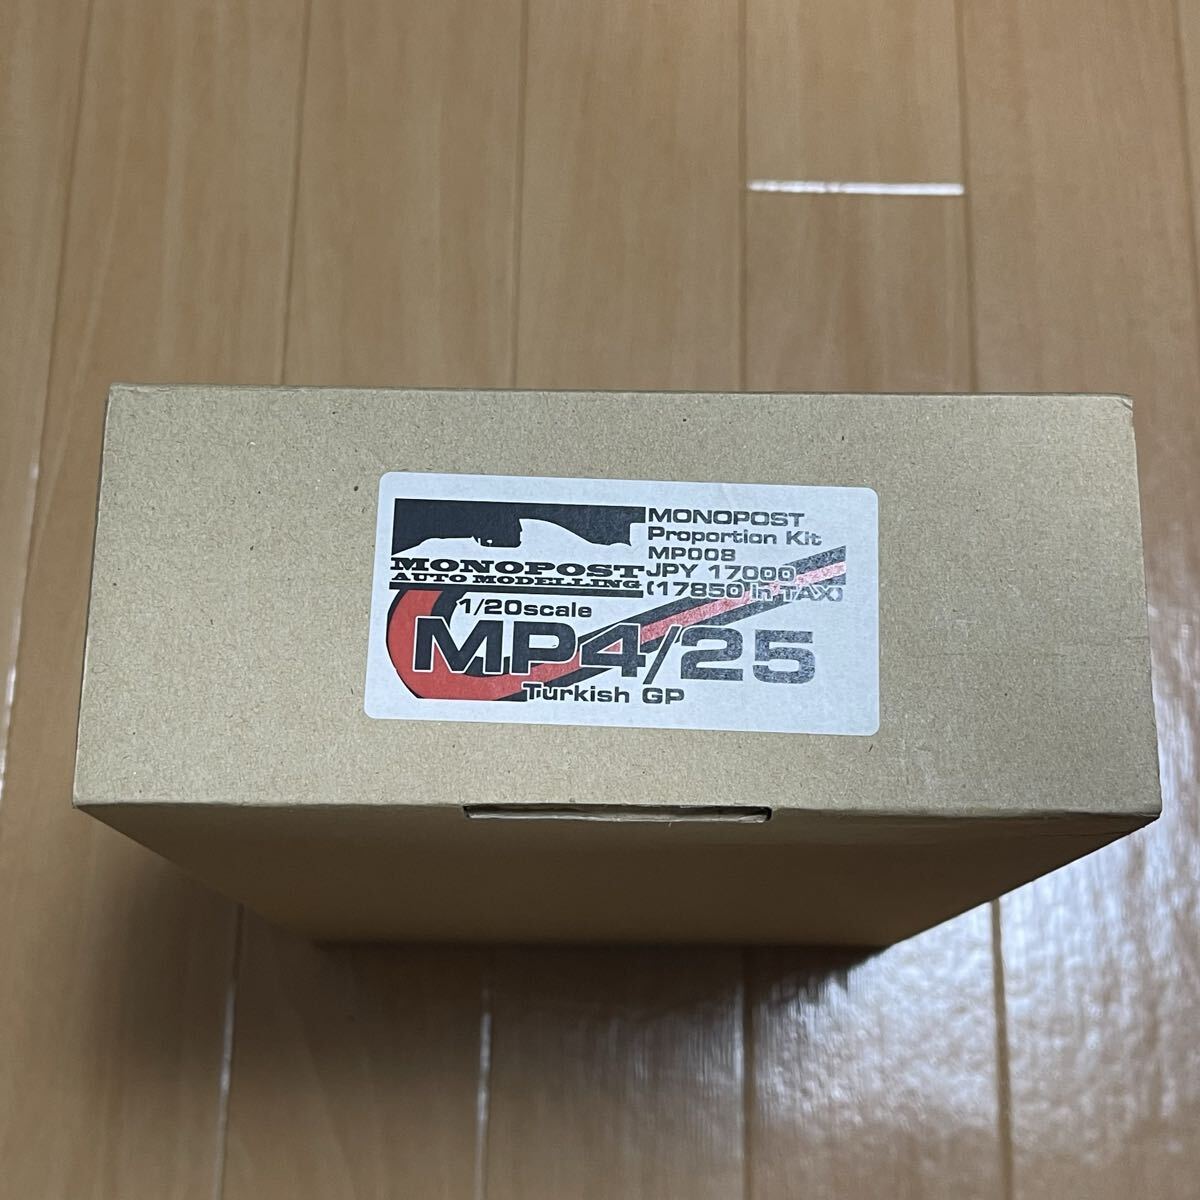 MONOPOST
AUTO MODELLING
MONOPOST
Proportion Kit
MP008
JPY 17000
(17850 in TAX)
1/20scale
MP4/25
Turkish GP